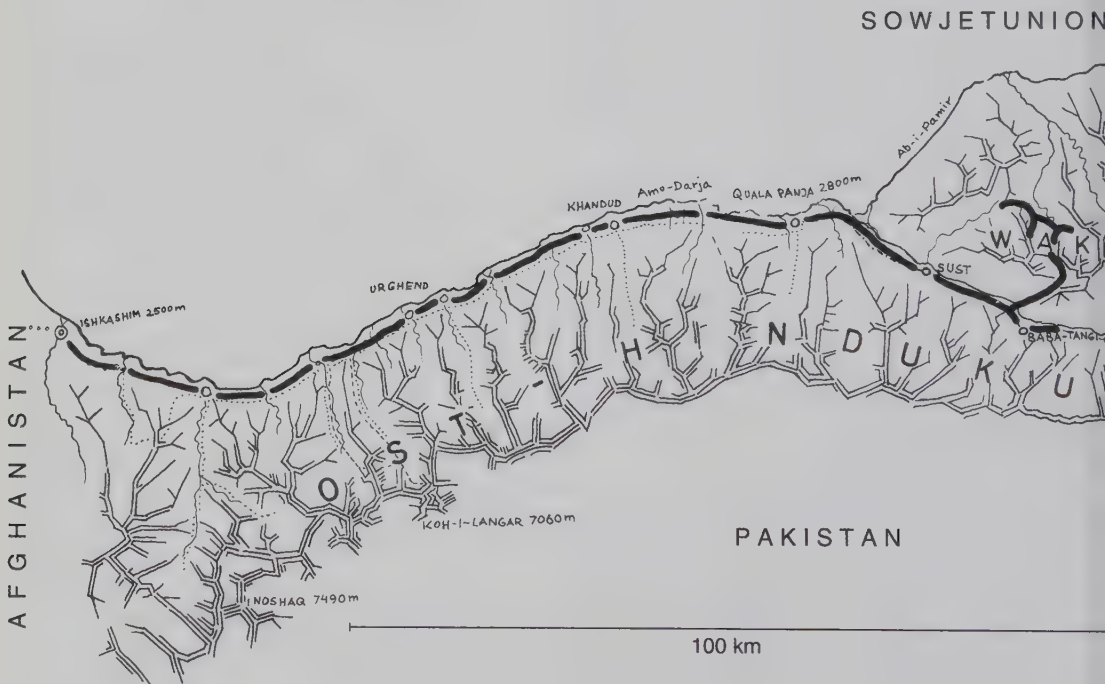 SOWJETUNION
Ab-i-Pamir
Amo-Darja
QUALA PANJA 2800m
KHANDUD
WAK
SUST
URGHEND
ISHKASHIM 2500m
BABA-TANGI
AFGHANISTAN
OST-HINDUKU
KOH-I-LANGAR 7060m
PAKISTAN
NOSHAQ 7490m
100 km